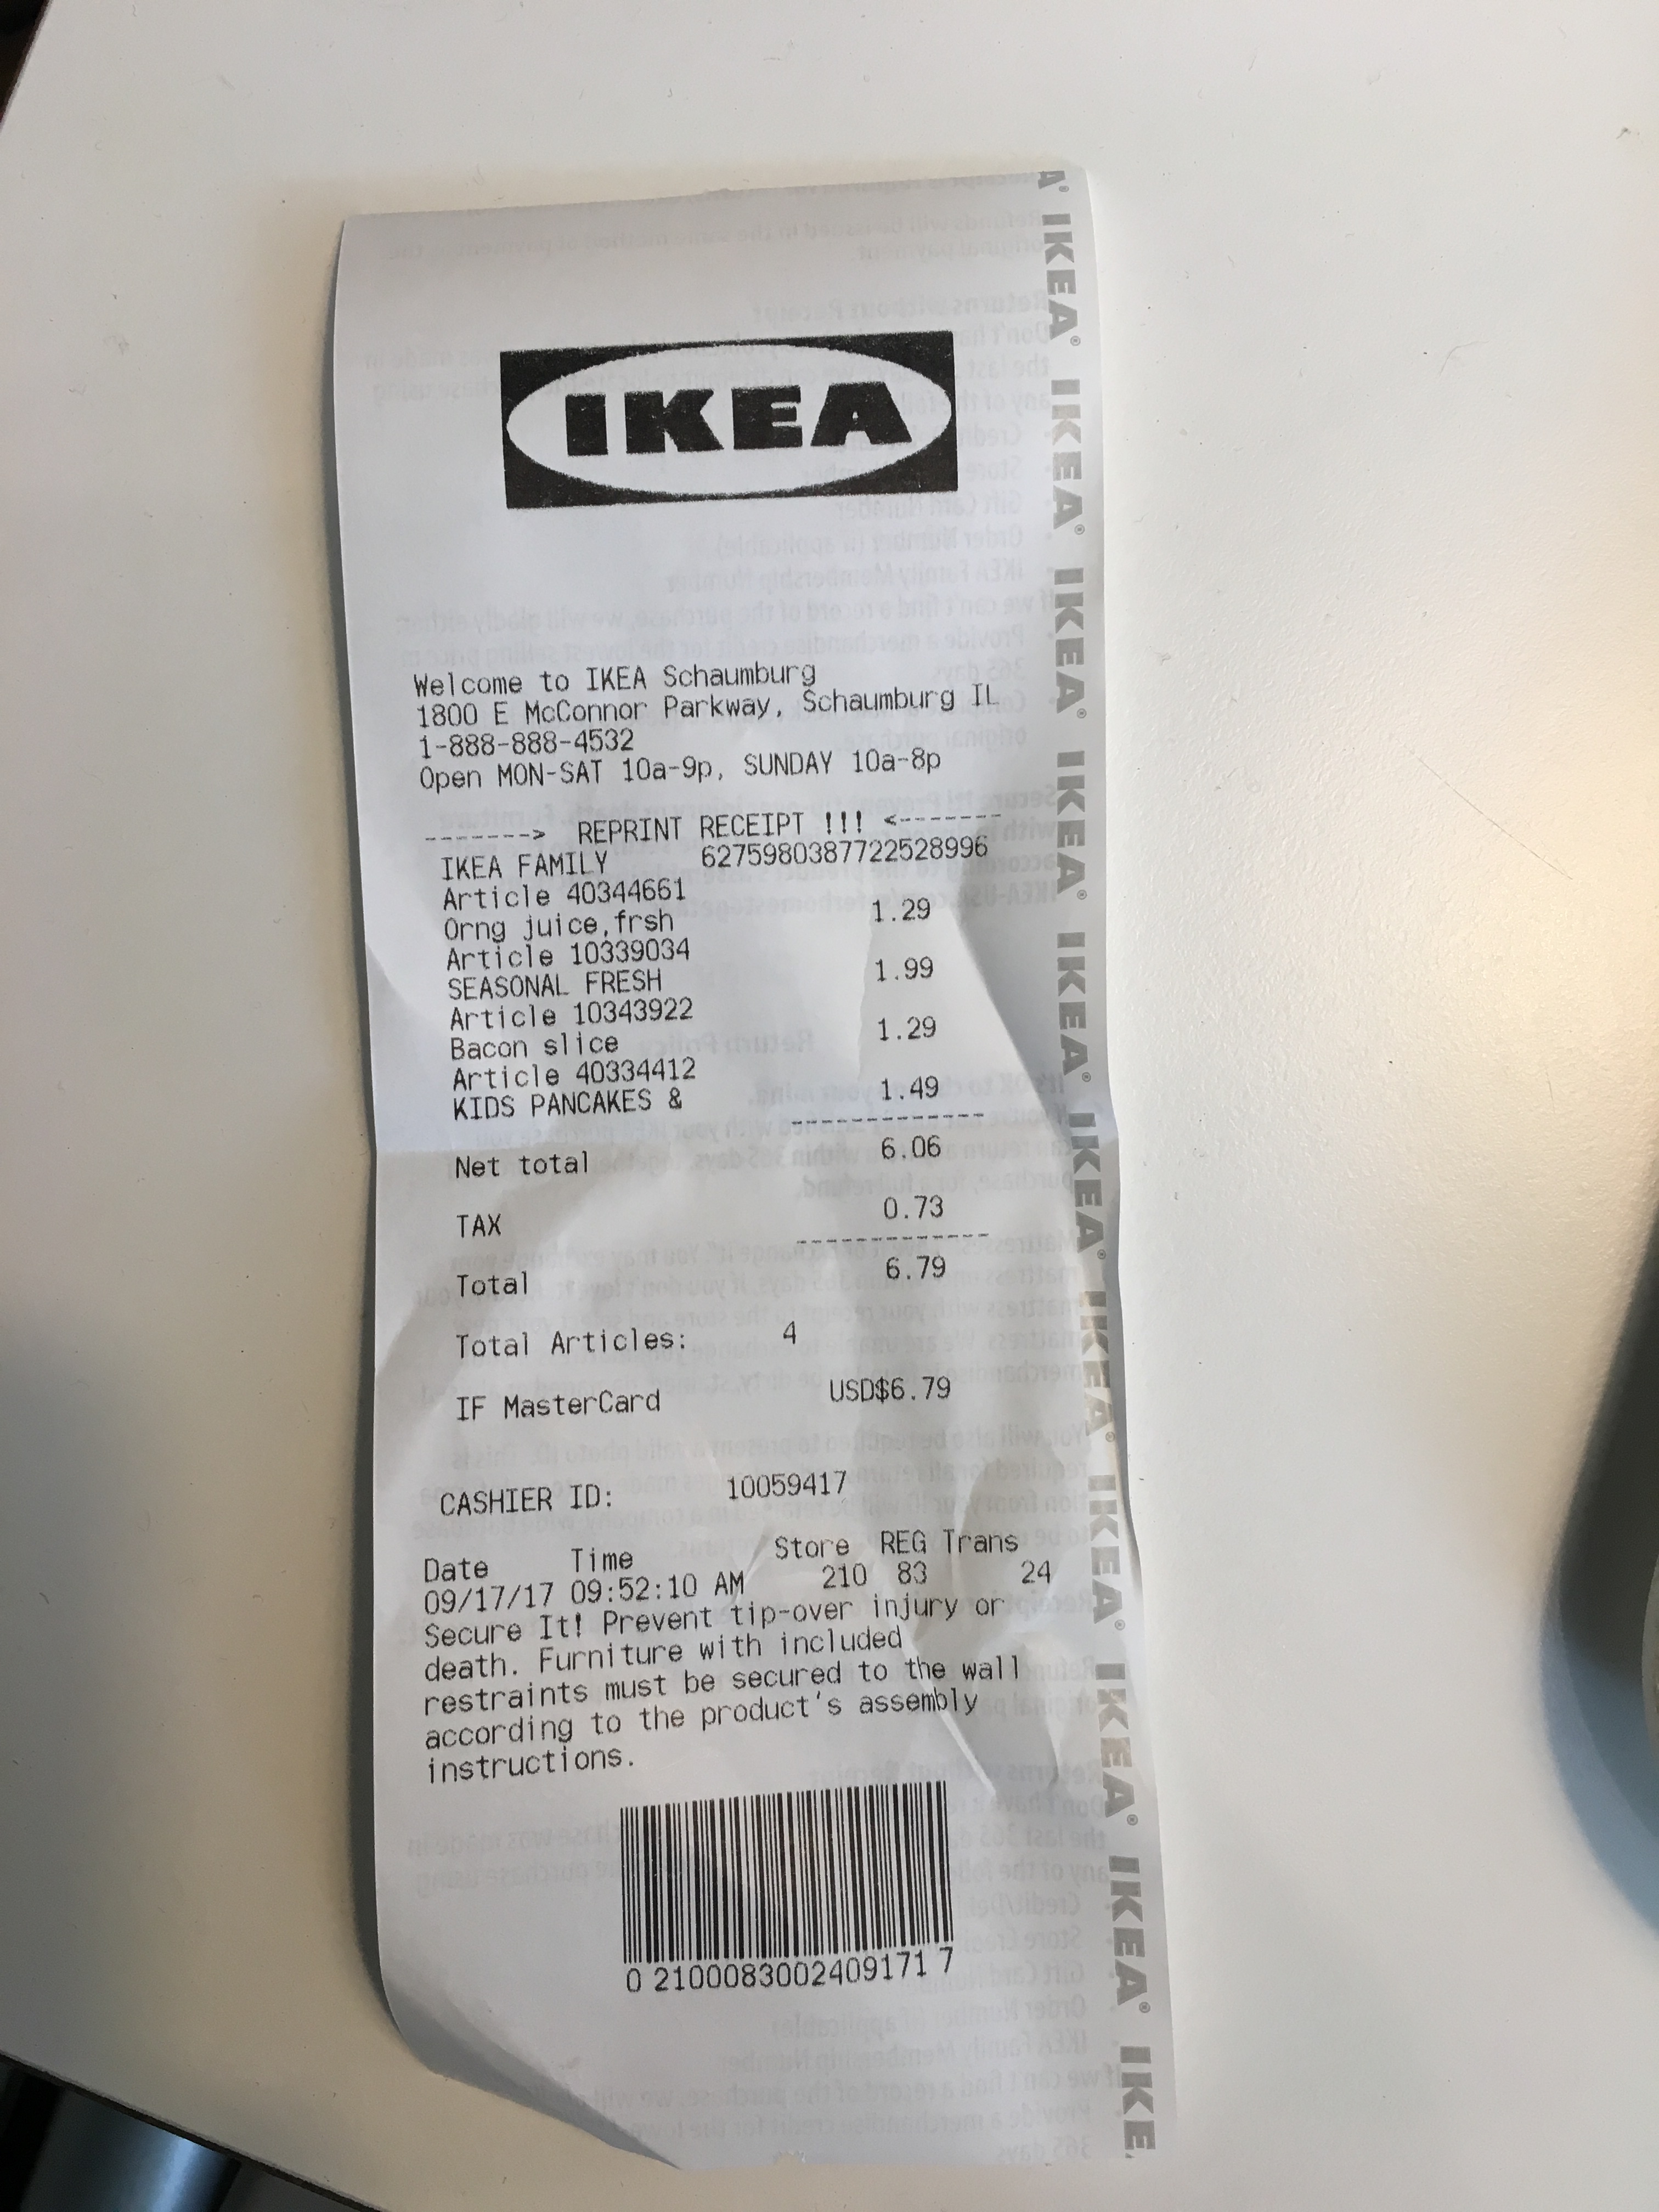 IKEA
Welcome to IKEA Schaumburg
1800 E McConnor Parkway, Schaumburg IL
1-888-888-4532
Open MON-SAT 10a-9p, SUNDAY 10a-8p
-------> REPRINT RECEIPT !!! <-------
IKEA FAMILY 6275980387722528996
Article 40344661
Orng juice,frsh 1.29
Article 10339034
SEASONAL FRESH 1.99
Article 10343922
Bacon slice 1.29
Article 40334412
KIDS PANCAKES & 1.49
Net total 6.06
TAX 0.73
Total 6.79
Total Articles: 4
IF MasterCard USD$6.79
CASHIER ID: 10059417
Date Time Store REG Trans
09/17/17 09:52:10 AM 210 83 24
Secure It! Prevent tip-over injury or
death. Furniture with included
restraints must be secured to the wall
according to the product's assembly
instructions.
0 2100083002409171 7
A® IKEA® IKEA® IKEA® IKEA® IKEA® IKEA® IKEA® IKEA® IKEA® IKEA® IKE